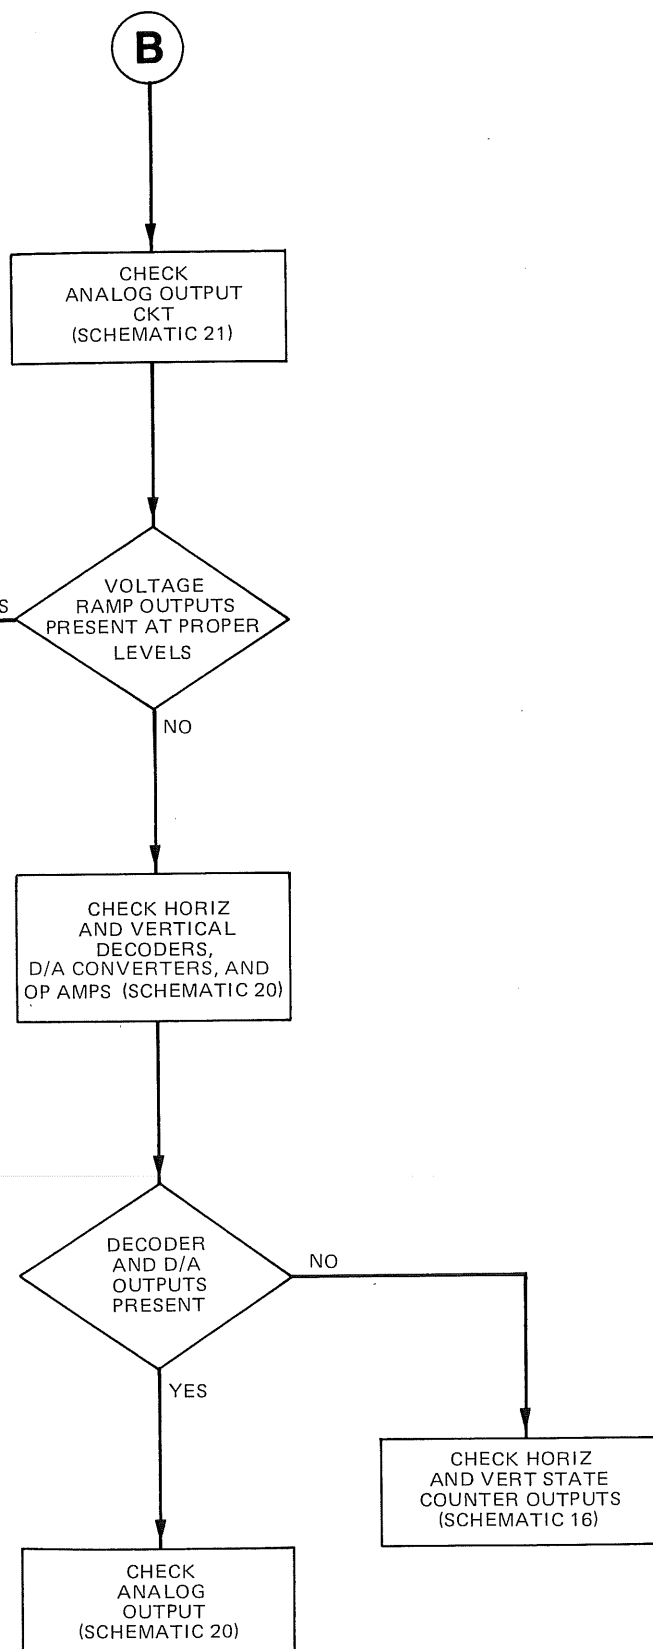 B
CHECK
ANALOG OUTPUT
CKT
(SCHEMATIC 21)
VOLTAGE
RAMP OUTPUTS
PRESENT AT PROPER
LEVELS
S
NO
CHECK HORIZ
AND VERTICAL
DECODERS,
D/A CONVERTERS, AND
OP AMPS (SCHEMATIC 20)
DECODER
AND D/A
OUTPUTS
PRESENT
NO
YES
CHECK HORIZ
AND VERT STATE
COUNTER OUTPUTS
(SCHEMATIC 16)
CHECK
ANALOG
OUTPUT
(SCHEMATIC 20)